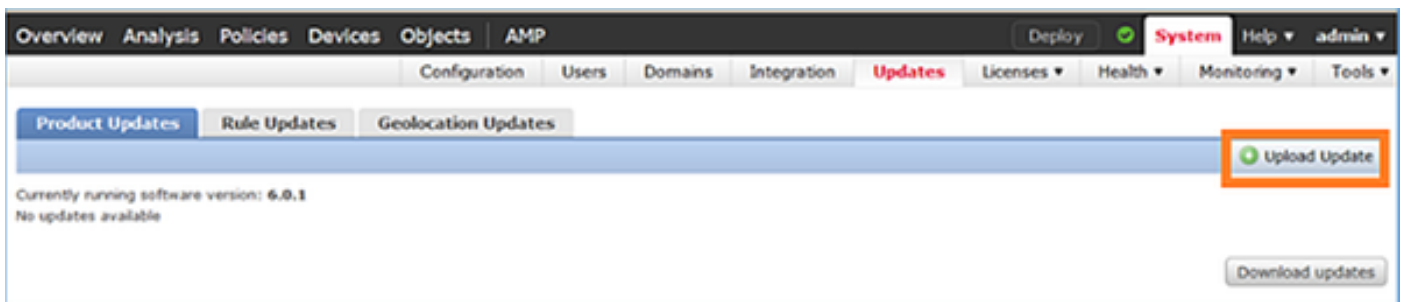 Overview Analysis Policies Devices Objects AMP Deploy System Help ▾ admin ▾
Configuration Users Domains Integration Updates Licenses ▾ Health ▾ Monitoring ▾ Tools ▾
Product Updates Rule Updates Geolocation Updates
Upload Update
Currently running software version: 6.0.1
No updates available
Download updates